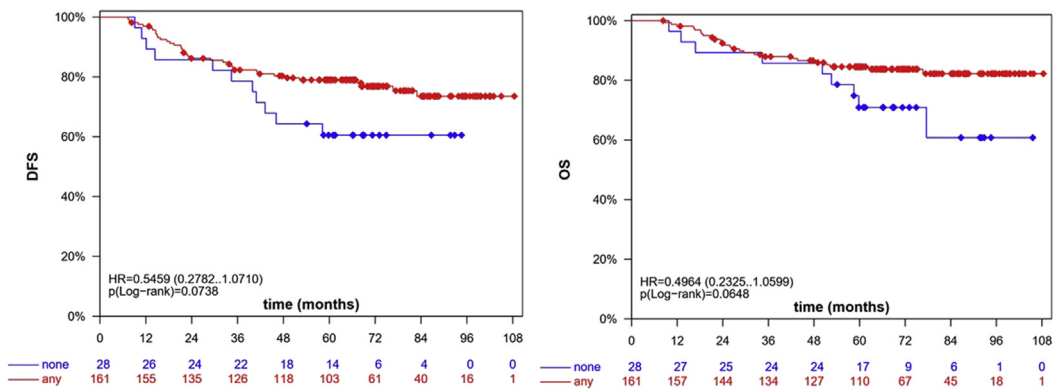 100%
80%
60%
40%
20%
0%
DFS
HR=0.5459 (0.2782..1.0710)
p(Log−rank)=0.0738
time (months)
0 12 24 36 48 60 72 84 96 108
none 28 26 24 22 18 14 6 4 0 0
any 161 155 135 126 118 103 61 40 16 1
100%
80%
60%
40%
20%
0%
OS
HR=0.4964 (0.2325..1.0599)
p(Log−rank)=0.0648
time (months)
0 12 24 36 48 60 72 84 96 108
none 28 27 25 24 24 17 9 6 1 0
any 161 157 144 134 127 110 67 45 18 1